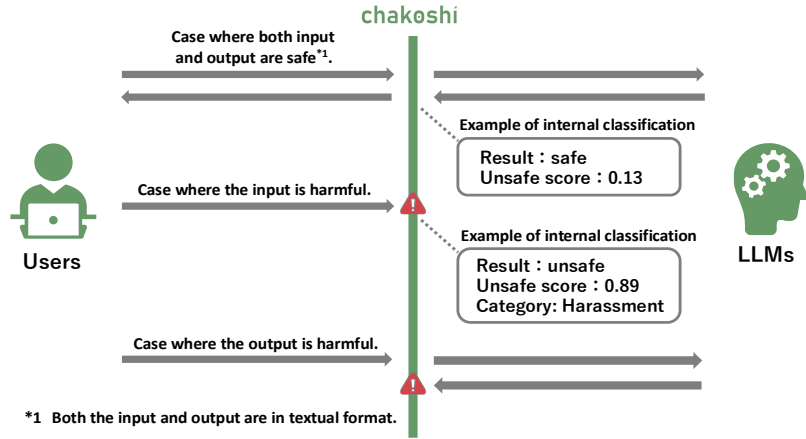 chakoshi
Case where both input
and output are safe*1.
Example of internal classification
Result：safe
Unsafe score：0.13
Case where the input is harmful.
Users
LLMs
Example of internal classification
Result：unsafe
Unsafe score：0.89
Category: Harassment
Case where the output is harmful.
*1 Both the input and output are in textual format.